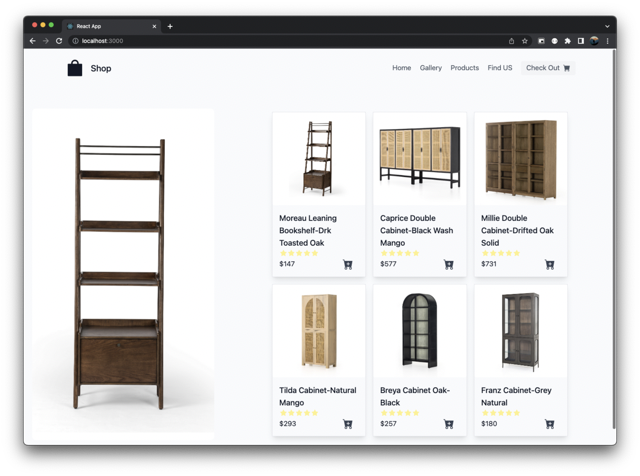 React App
localhost:3000
Shop
Home Gallery Products Find US Check Out
Moreau Leaning
Bookshelf-Drk
Toasted Oak
$147
Caprice Double
Cabinet-Black Wash
Mango
$577
Millie Double
Cabinet-Drifted Oak
Solid
$731
Tilda Cabinet-Natural
Mango
$293
Breya Cabinet Oak-
Black
$257
Franz Cabinet-Grey
Natural
$180